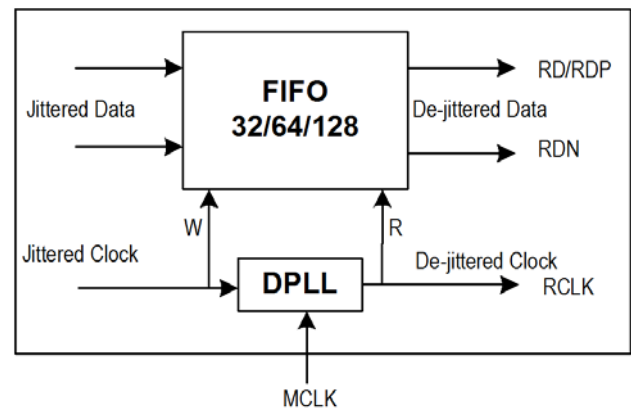 FIFO
32/64/128
Jittered Data
De-jittered Data
RD/RDP
RDN
W
R
Jittered Clock
DPLL
De-jittered Clock
RCLK
MCLK